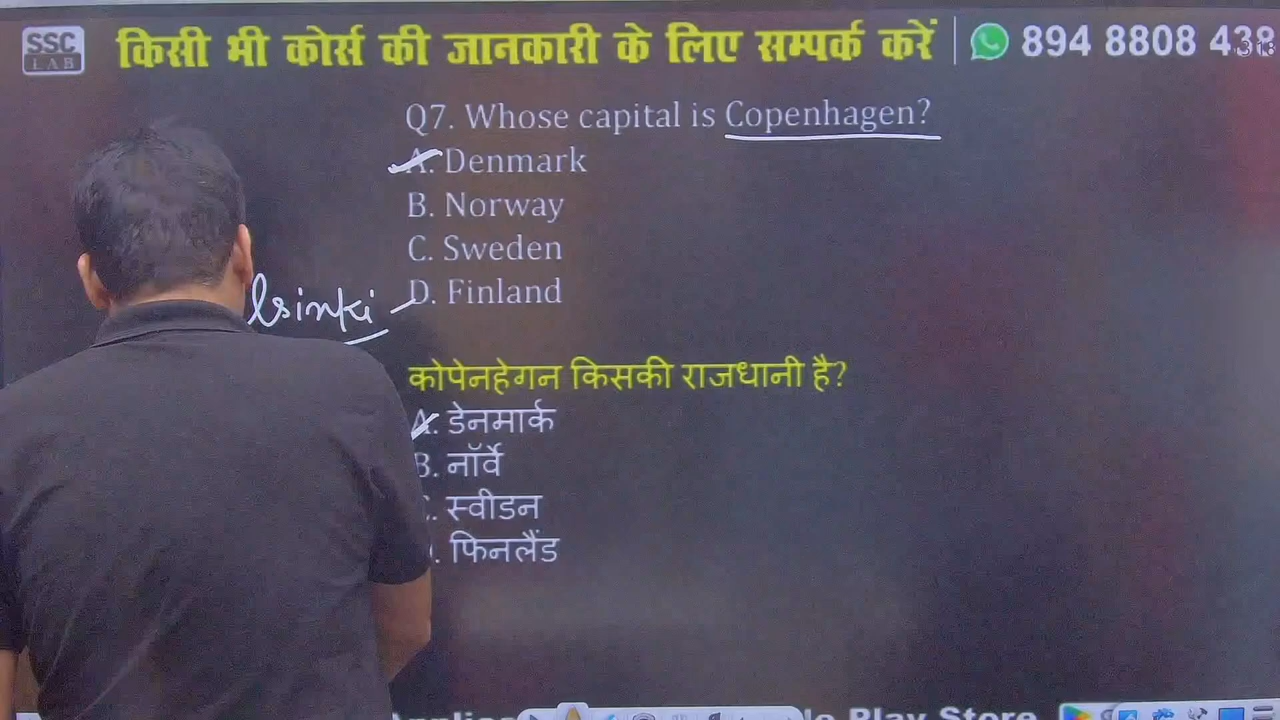 SSC
LAB
किसी भी कोर्स की जानकारी के लिए सम्पर्क करें
894 8808 438
Q7. Whose capital is Copenhagen?
A. Denmark
B. Norway
C. Sweden
D. Finland
lsinki
कोपेनहेगन किसकी राजधानी है?
A. डेनमार्क
B. नॉर्वे
C. स्वीडन
. फिनलैंड
Play Store